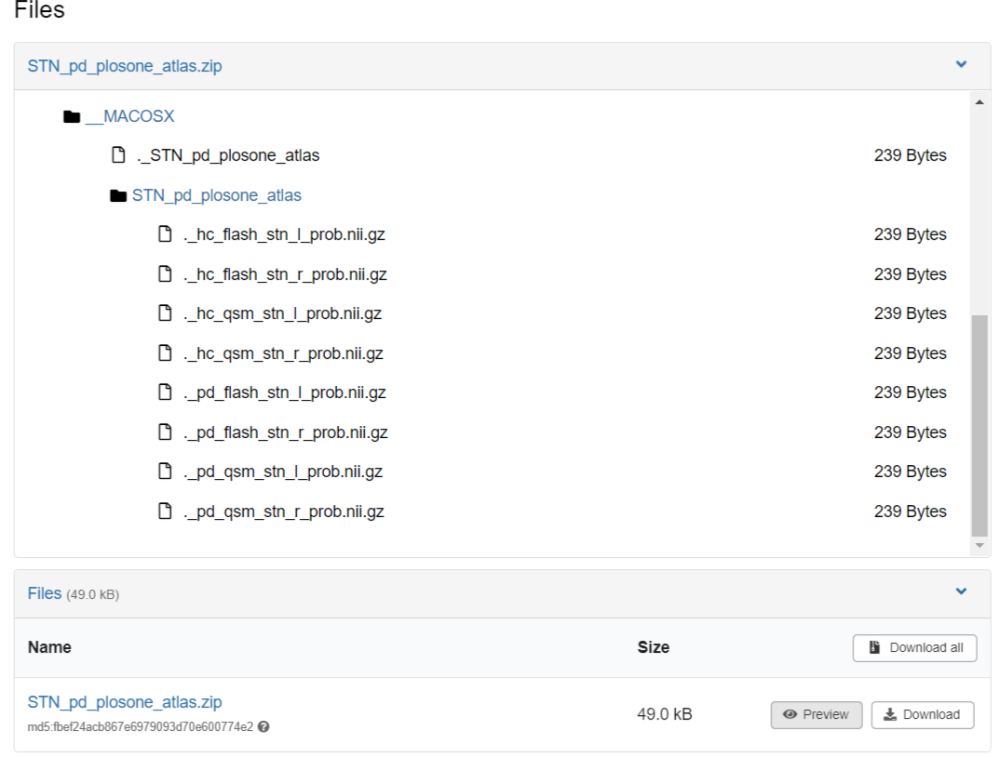 Files
STN_pd_plosone_atlas.zip
__MACOSX
._STN_pd_plosone_atlas 239 Bytes
STN_pd_plosone_atlas
._hc_flash_stn_l_prob.nii.gz 239 Bytes
._hc_flash_stn_r_prob.nii.gz 239 Bytes
._hc_qsm_stn_l_prob.nii.gz 239 Bytes
._hc_qsm_stn_r_prob.nii.gz 239 Bytes
._pd_flash_stn_l_prob.nii.gz 239 Bytes
._pd_flash_stn_r_prob.nii.gz 239 Bytes
._pd_qsm_stn_l_prob.nii.gz 239 Bytes
._pd_qsm_stn_r_prob.nii.gz 239 Bytes
Files (49.0 kB)
Name Size Download all
STN_pd_plosone_atlas.zip
md5:fbef24acb867e6979093d70e600774e2 ?
49.0 kB Preview Download